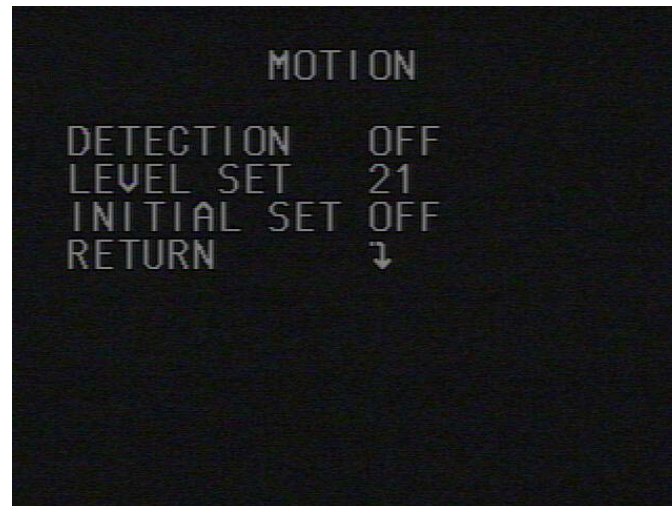 MOTION
DETECTION OFF
LEVEL SET 21
INITIAL SET OFF
RETURN ↴